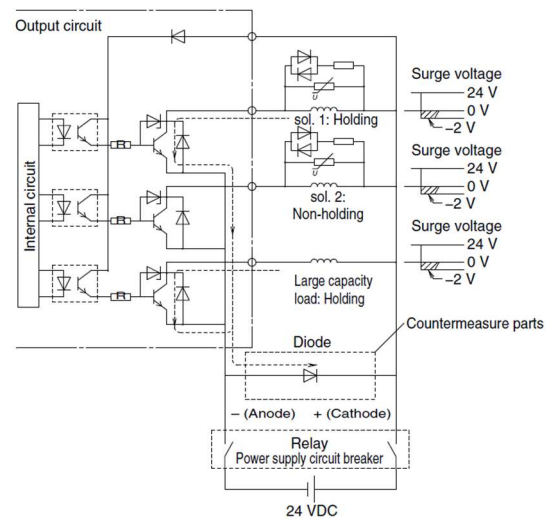 Output circuit
Internal circuit
R
R
R
sol. 1: Holding
sol. 2:
Non-holding
Large capacity
load: Holding
Surge voltage
24 V
0 V
–2 V
Surge voltage
24 V
0 V
–2 V
Surge voltage
24 V
0 V
–2 V
Countermeasure parts
Diode
– (Anode) + (Cathode)
Relay
Power supply circuit breaker
24 VDC